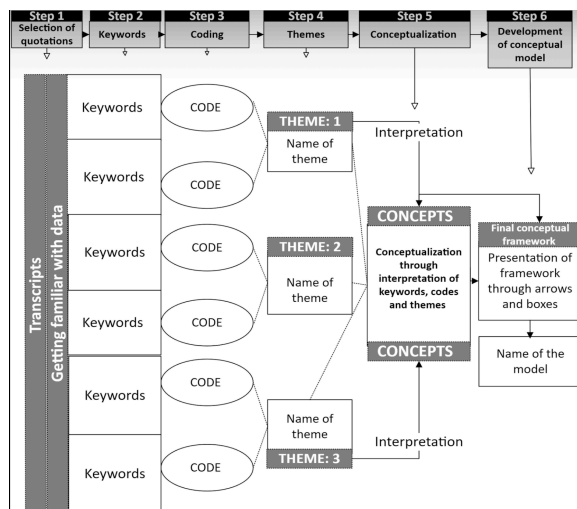 Step 1
Step 2
Step 3
Step 4
Step 5
Step 6
Selection of
quotations
Keywords
Coding
Themes
Conceptualization
Development
of conceptual
model
Transcripts
Getting familiar with data
Keywords
Keywords
Keywords
Keywords
Keywords
Keywords
CODE
CODE
CODE
CODE
CODE
CODE
THEME: 1
Name of
theme
THEME: 2
Name of
theme
Name of
theme
THEME: 3
Interpretation
CONCEPTS
Conceptualization
through
interpretation of
keywords, codes
and themes
CONCEPTS
Interpretation
Final conceptual
framework
Presentation of
framework
through arrows
and boxes
Name of the
model